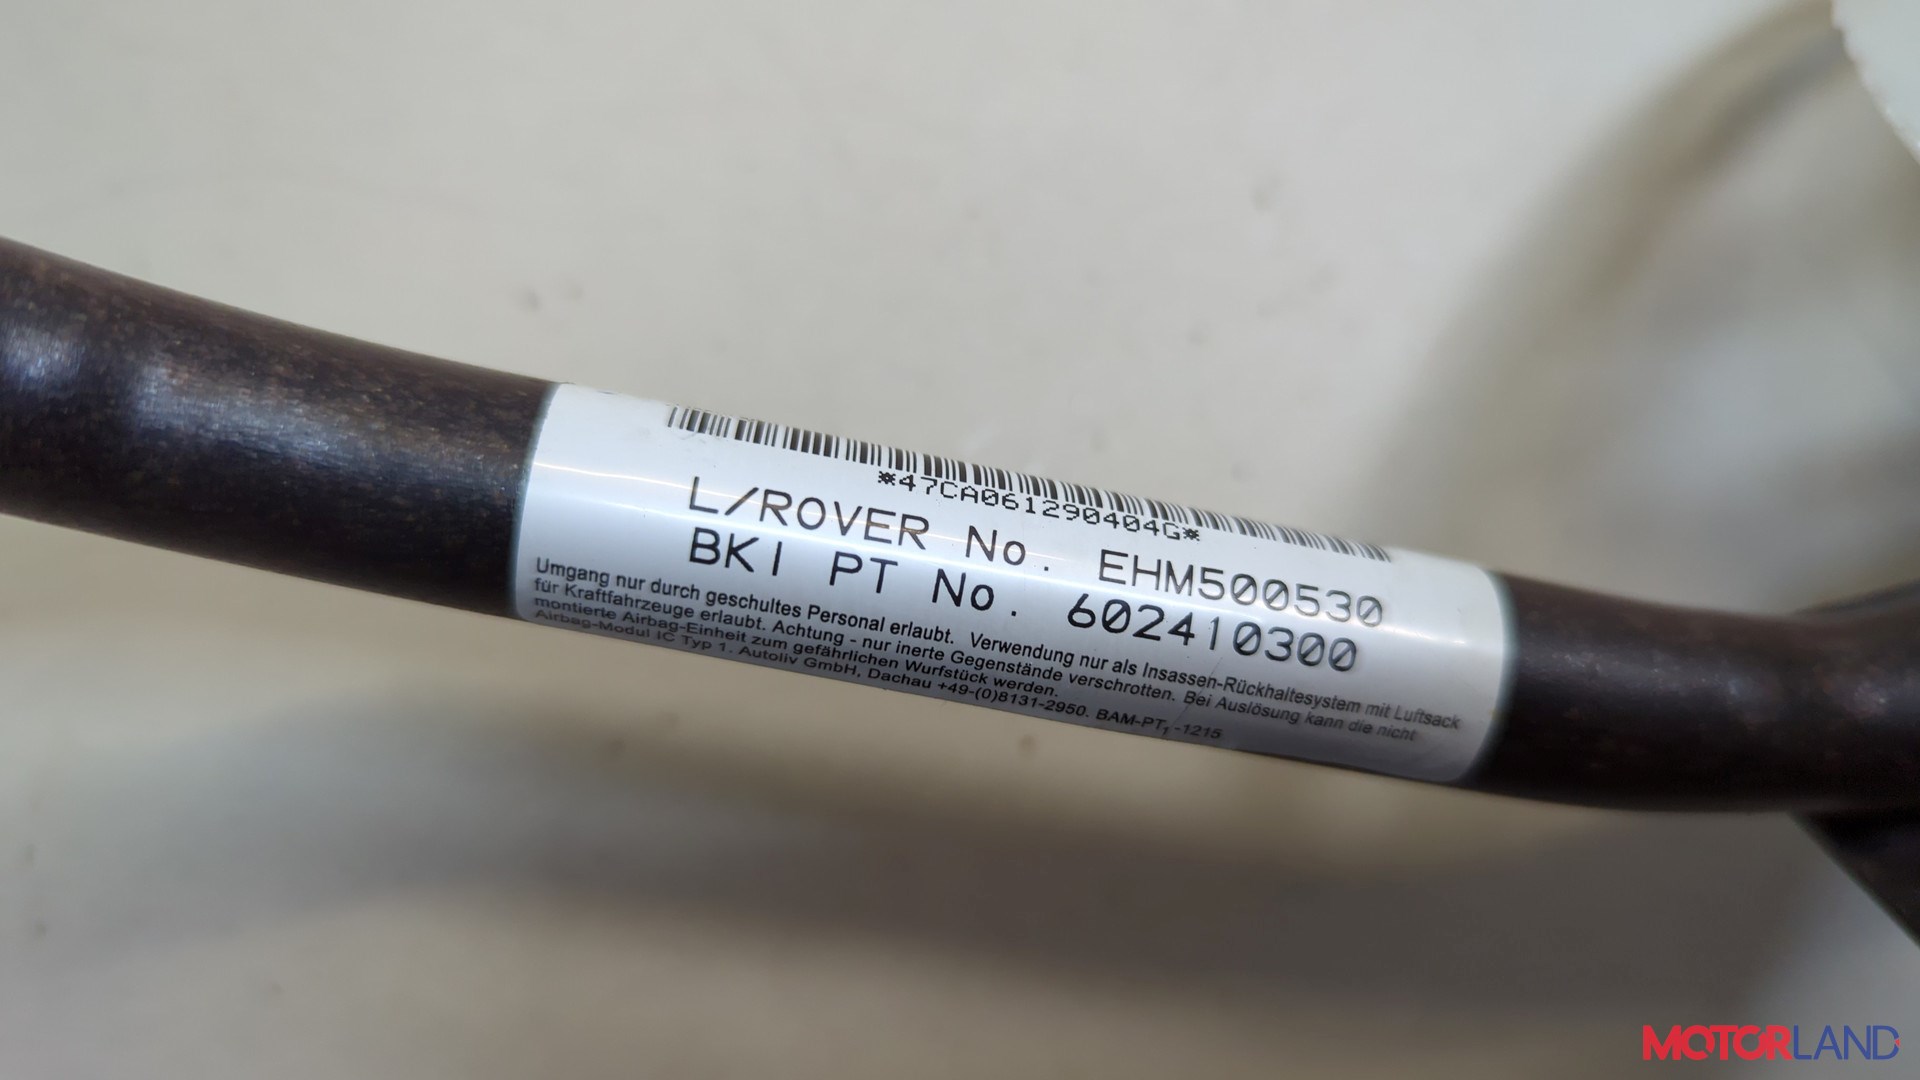 *47CA061290404G*
L/ROVER No. EHM500530
BKI PT No. 602410300
Umgang nur durch geschultes Personal erlaubt. Verwendung nur als Insassen-Rückhaltesystem mit Luftsack
für Kraftfahrzeuge erlaubt. Achtung - nur inerte Gegenstände verschrotten. Bei Auslösung kann die nicht
montierte Airbag-Einheit zum gefährlichen Wurfstück werden.
Airbag-Modul IC Typ 1. Autoliv GmbH, Dachau +49-(0)8131-2950. BAM-PT1-1215
MOTORLAND